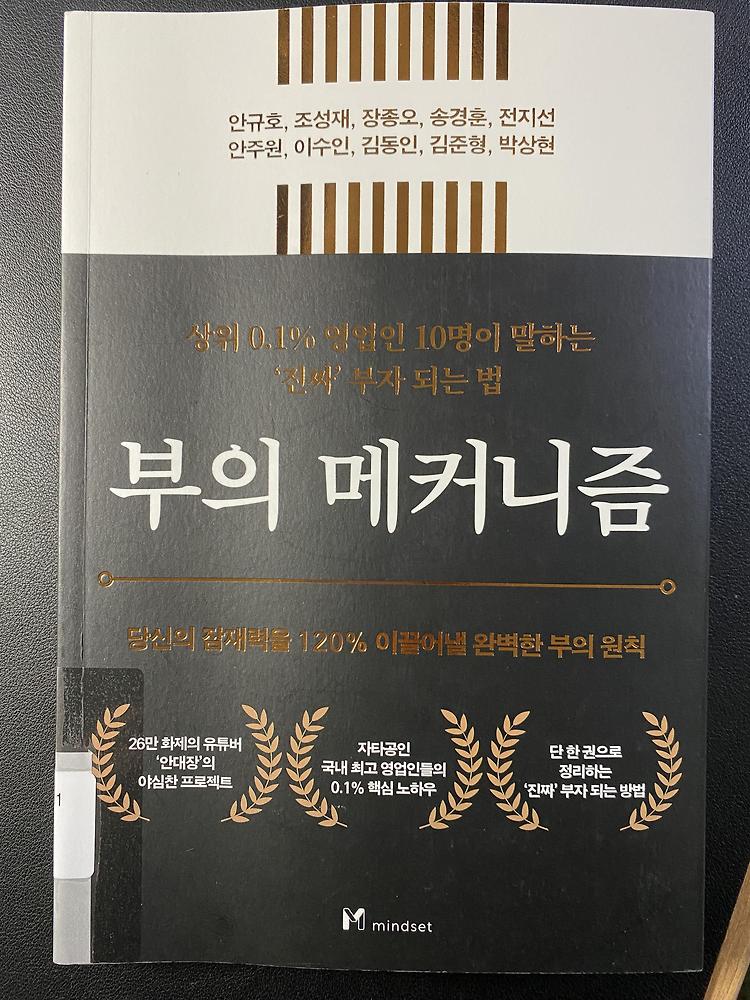 안규호, 조성재, 장종오, 송경훈, 전지선
안주원, 이수인, 김동인, 김준형, 박상현
상위 0.1% 영업인 10명이 말하는
‘진짜’ 부자 되는 법
부의 메커니즘
당신의 잠재력을 120% 이끌어낼 완벽한 부의 원칙
26만 화제의 유튜버
‘안대장’의
야심찬 프로젝트
자타공인
국내 최고 영업인들의
0.1% 핵심 노하우
단 한 권으로
정리하는
‘진짜’ 부자 되는 방법
1
M mindset